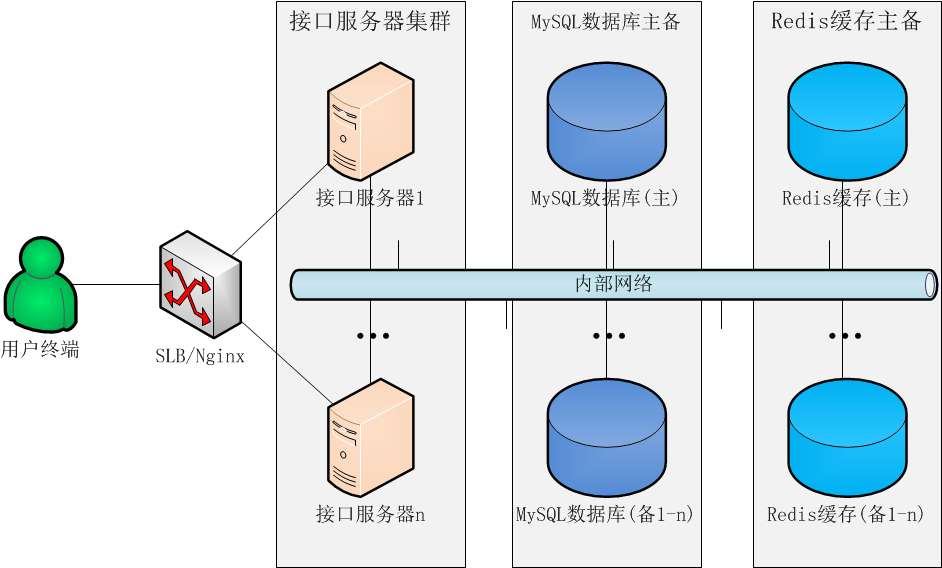 接口服务器集群
MySQL数据库主备
Redis缓存主备
接口服务器1
MySQL数据库(主)
Redis缓存(主)
内部网络
用户终端
SLB/Nginx
接口服务器n
MySQL数据库(备1-n)
Redis缓存(备1-n)